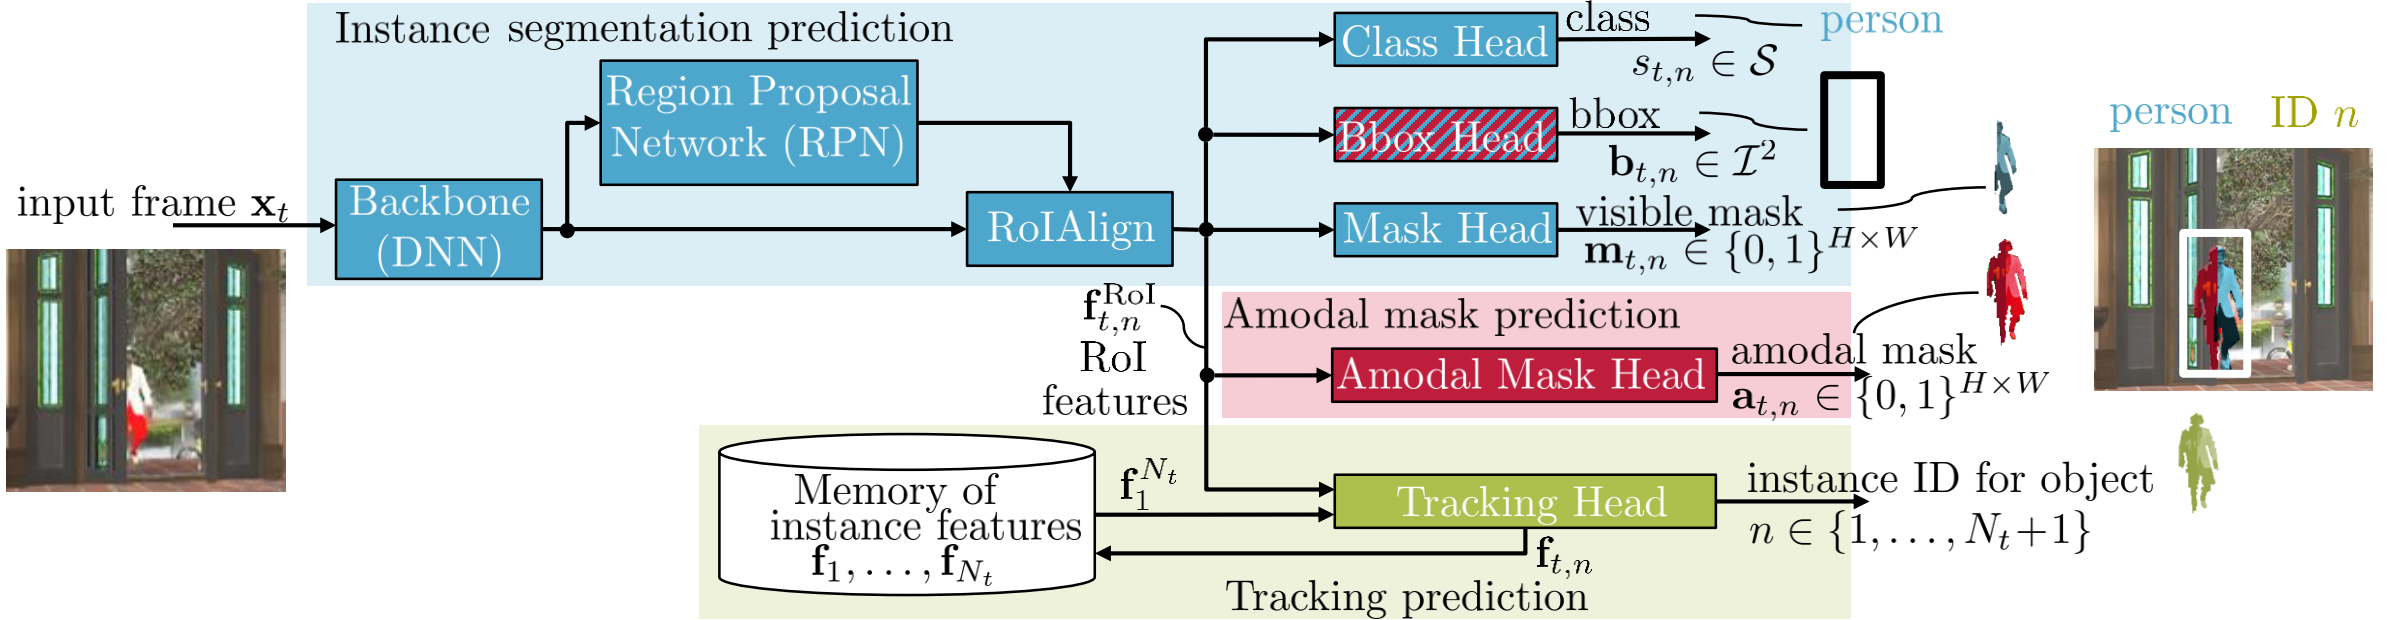 Instance segmentation prediction
input frame x_t
Backbone
(DNN)
Region Proposal
Network (RPN)
RoIAlign
Class Head
class
s_{t,n} ∈ 𝒮
person
Bbox Head
bbox
b_{t,n} ∈ ℐ²
Mask Head
visible mask
m_{t,n} ∈ {0, 1}^{H×W}
f_{t,n}^{RoI}
RoI
features
Amodal mask prediction
Amodal Mask Head
amodal mask
a_{t,n} ∈ {0, 1}^{H×W}
Memory of
instance features
f_1, . . . , f_{N_t}
f_1^{N_t}
Tracking Head
f_{t,n}
instance ID for object
n ∈ {1, . . . , N_t+1}
Tracking prediction
person ID n